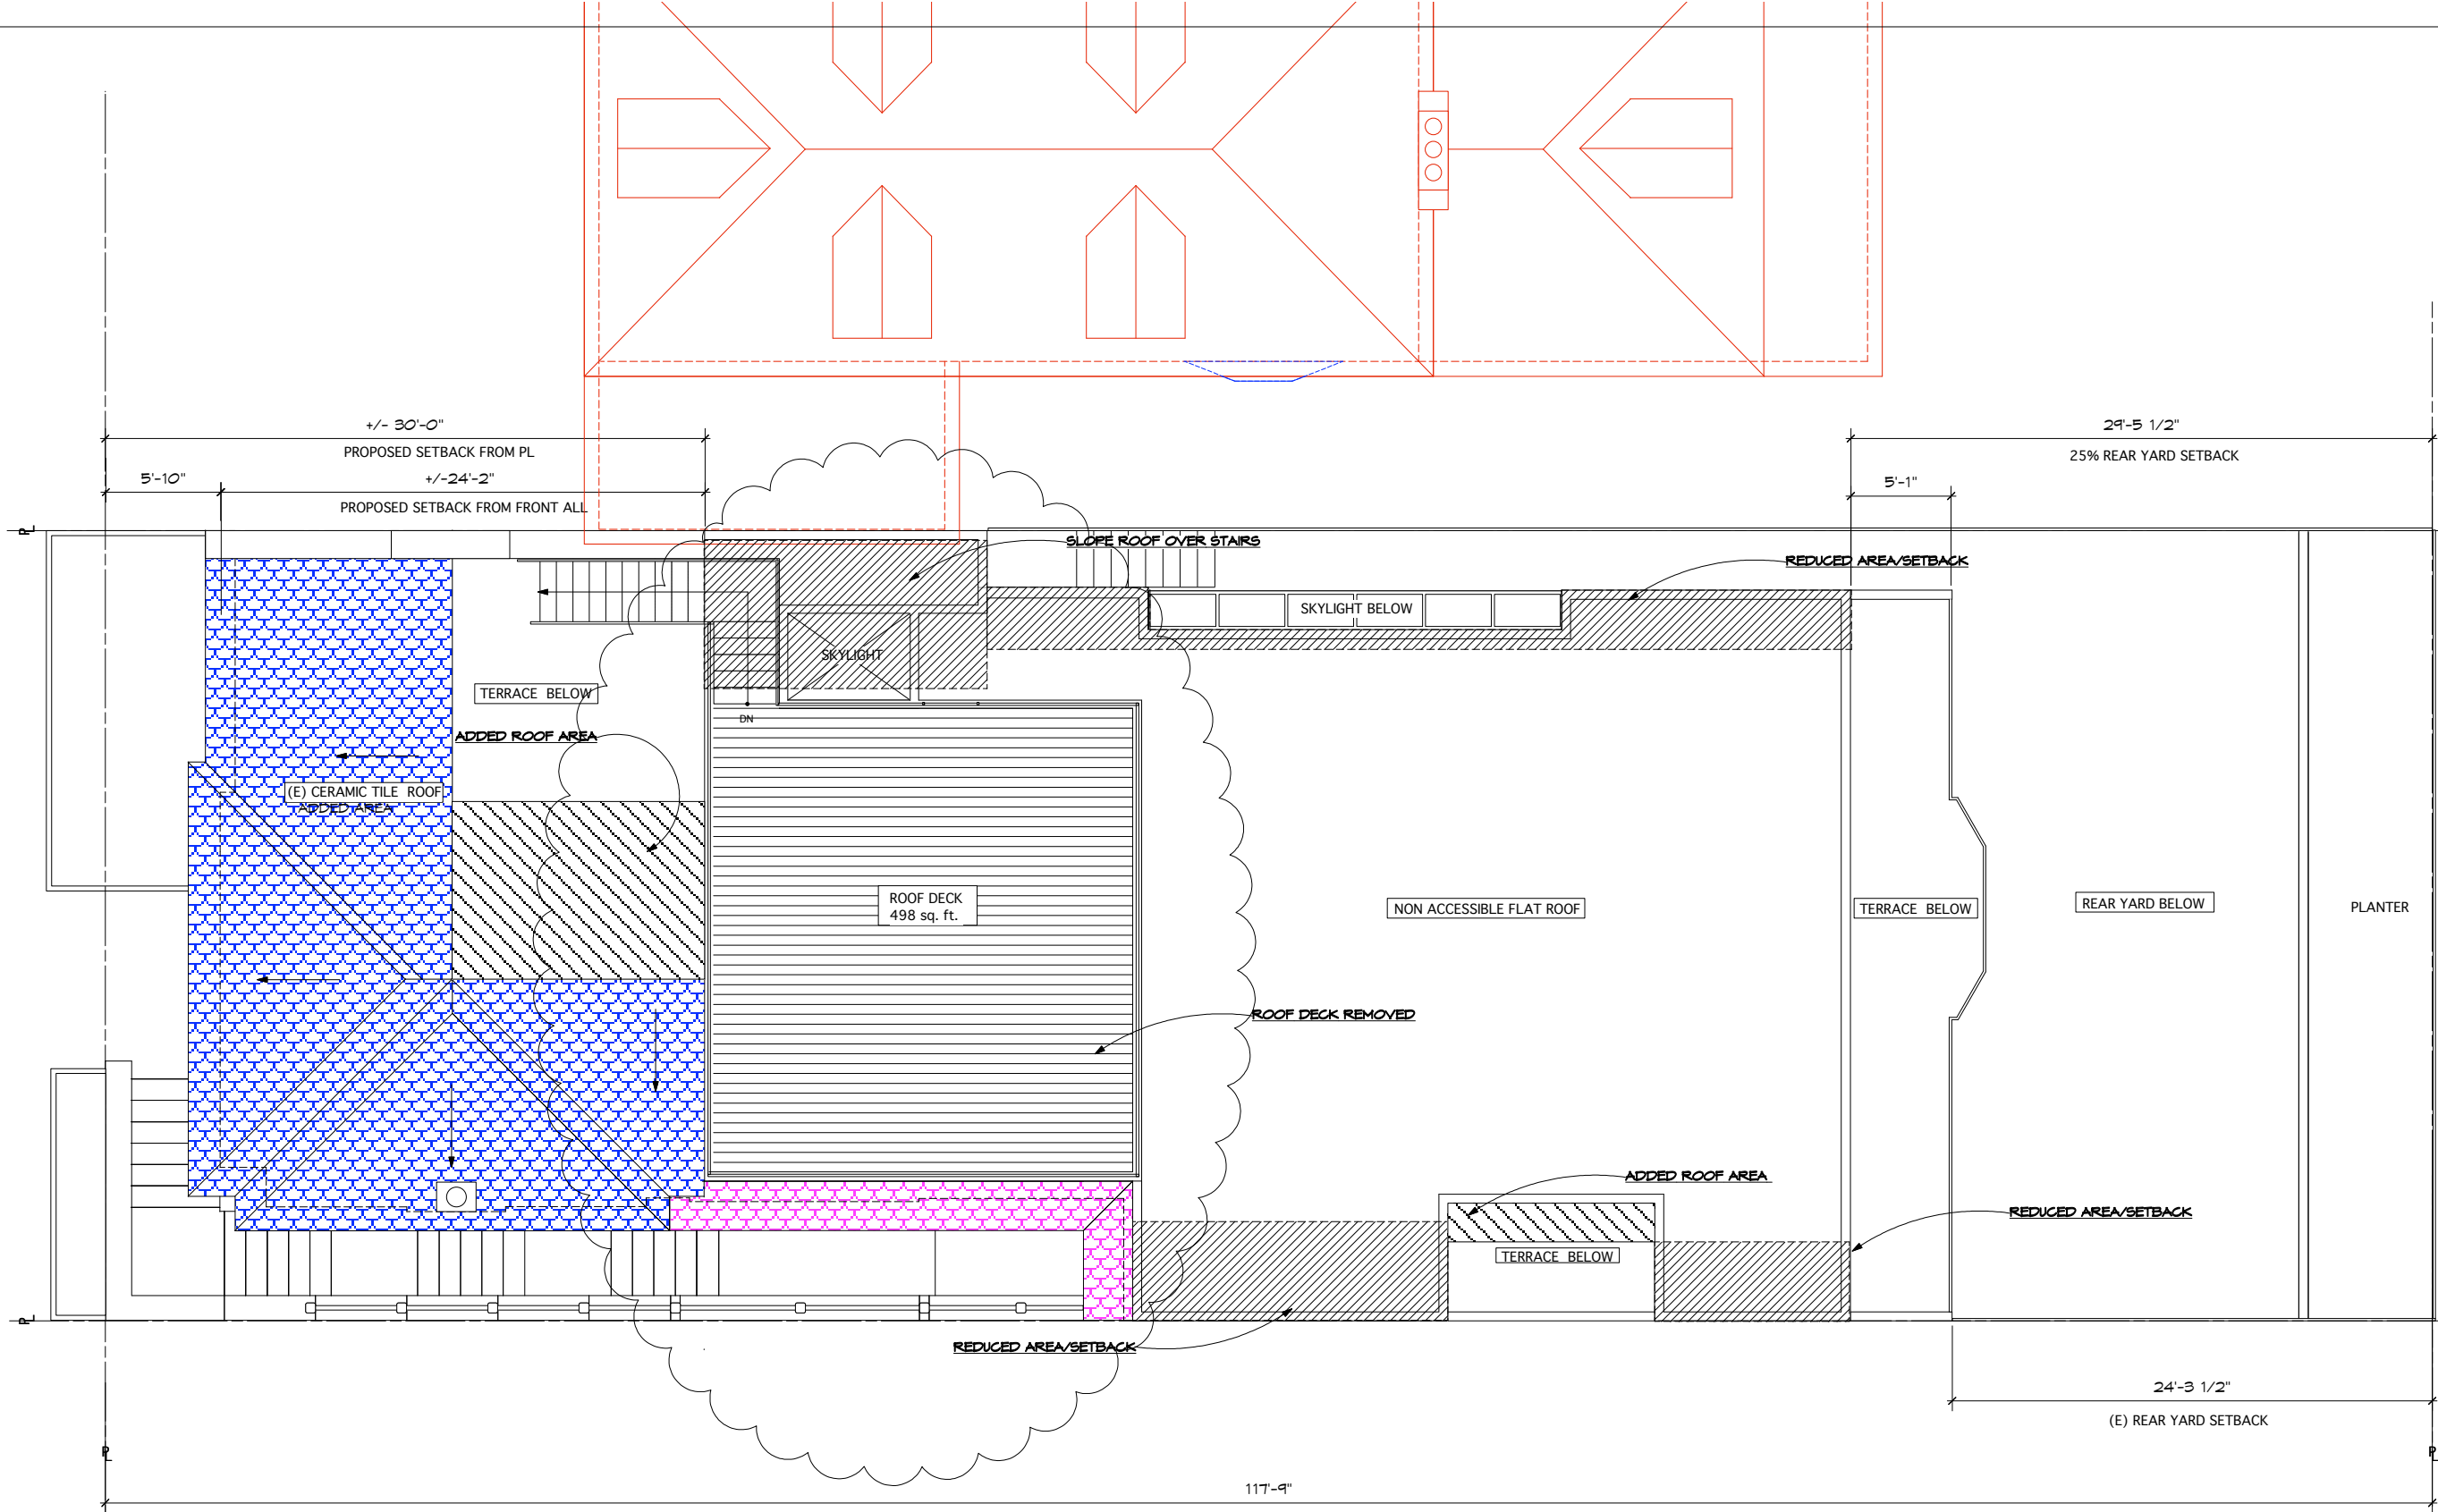 +/- 30'-0"
PROPOSED SETBACK FROM PL
29'-5 1/2"
25% REAR YARD SETBACK
5'-10"
+/-24'-2"
PROPOSED SETBACK FROM FRONT ALL
5'-1"
PL
SLOPE ROOF OVER STAIRS
REDUCED AREA/SETBACK
SKYLIGHT BELOW
SKYLIGHT
TERRACE BELOW
DN
ADDED ROOF AREA
(E) CERAMIC TILE ROOF
ADDED AREA
ROOF DECK
498 sq. ft.
NON ACCESSIBLE FLAT ROOF
TERRACE BELOW
REAR YARD BELOW
PLANTER
ROOF DECK REMOVED
ADDED ROOF AREA
REDUCED AREA/SETBACK
TERRACE BELOW
PL
REDUCED AREA/SETBACK
24'-3 1/2"
(E) REAR YARD SETBACK
PL
PL
117'-9"